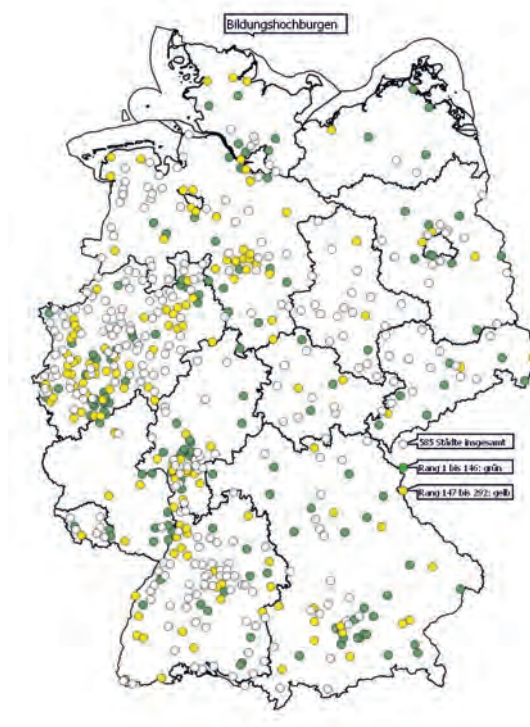 Bildungshochburgen
585 Städte insgesamt
Rang 1 bis 146: grün
Rang 147 bis 292: gelb